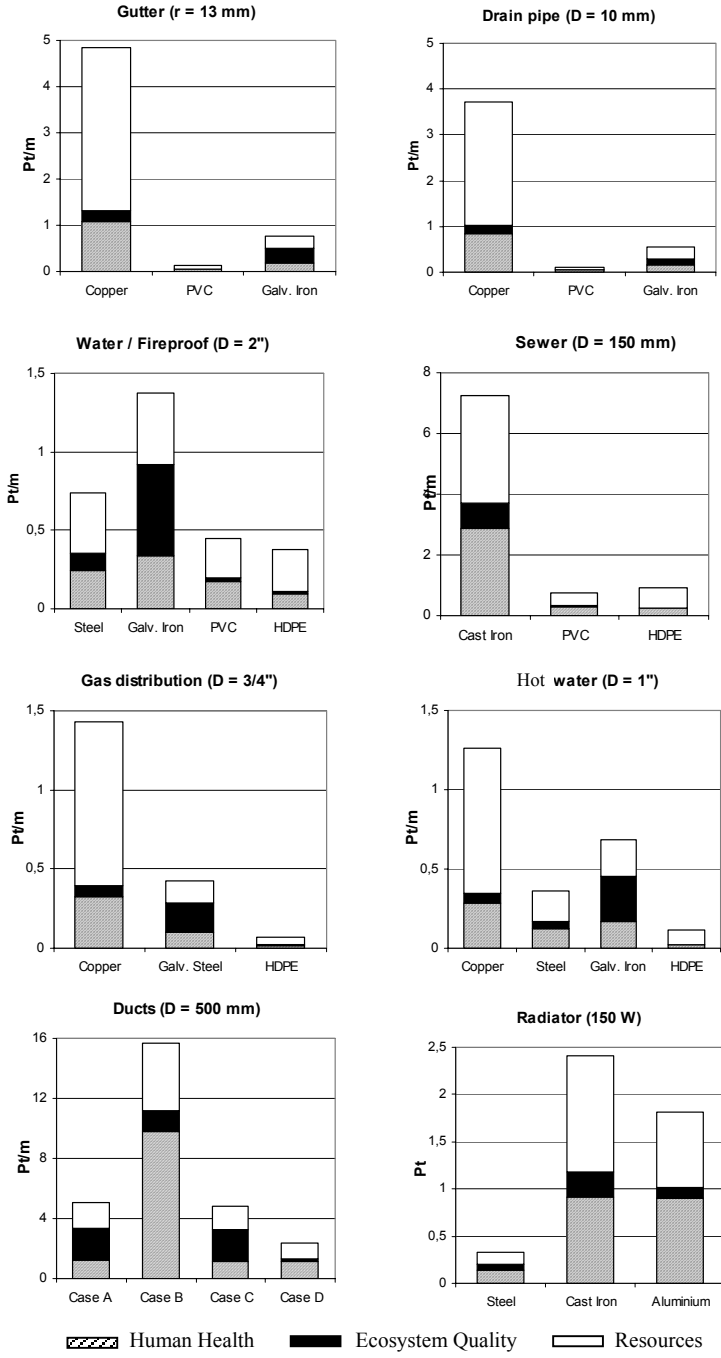 Gutter (r = 13 mm)
5
4
3
2
1
0
Pt/m
Copper PVC Galv. Iron
Drain pipe (D = 10 mm)
5
4
3
2
1
0
Pt/m
Copper PVC Galv. Iron
Water / Fireproof (D = 2")
1,5
1
0,5
0
Pt/m
Steel Galv. Iron PVC HDPE
Sewer (D = 150 mm)
8
6
4
2
0
Pt/m
Cast Iron PVC HDPE
Gas distribution (D = 3/4")
1,5
1
0,5
0
Pt/m
Copper Galv. Steel HDPE
Hot water (D = 1")
1,5
1
0,5
0
Pt/m
Copper Steel Galv. Iron HDPE
Ducts (D = 500 mm)
16
12
8
4
0
Pt/m
Case A Case B Case C Case D
Radiator (150 W)
2,5
2
1,5
1
0,5
0
Pt
Steel Cast Iron Aluminium
Human Health Ecosystem Quality Resources